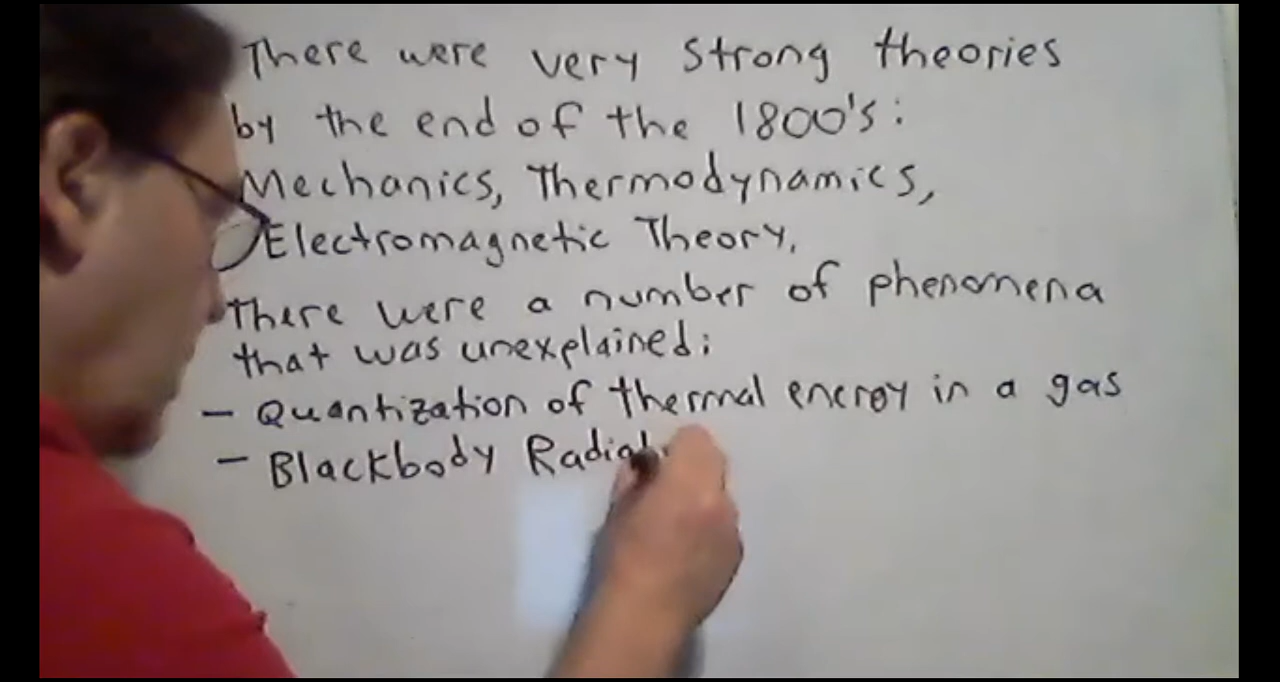 There were very strong theories
by the end of the 1800's:
Mechanics, Thermodynamics,
Electromagnetic Theory,
There were a number of phenomena
that was unexplained:
- Quantization of thermal energy in a gas
- Blackbody